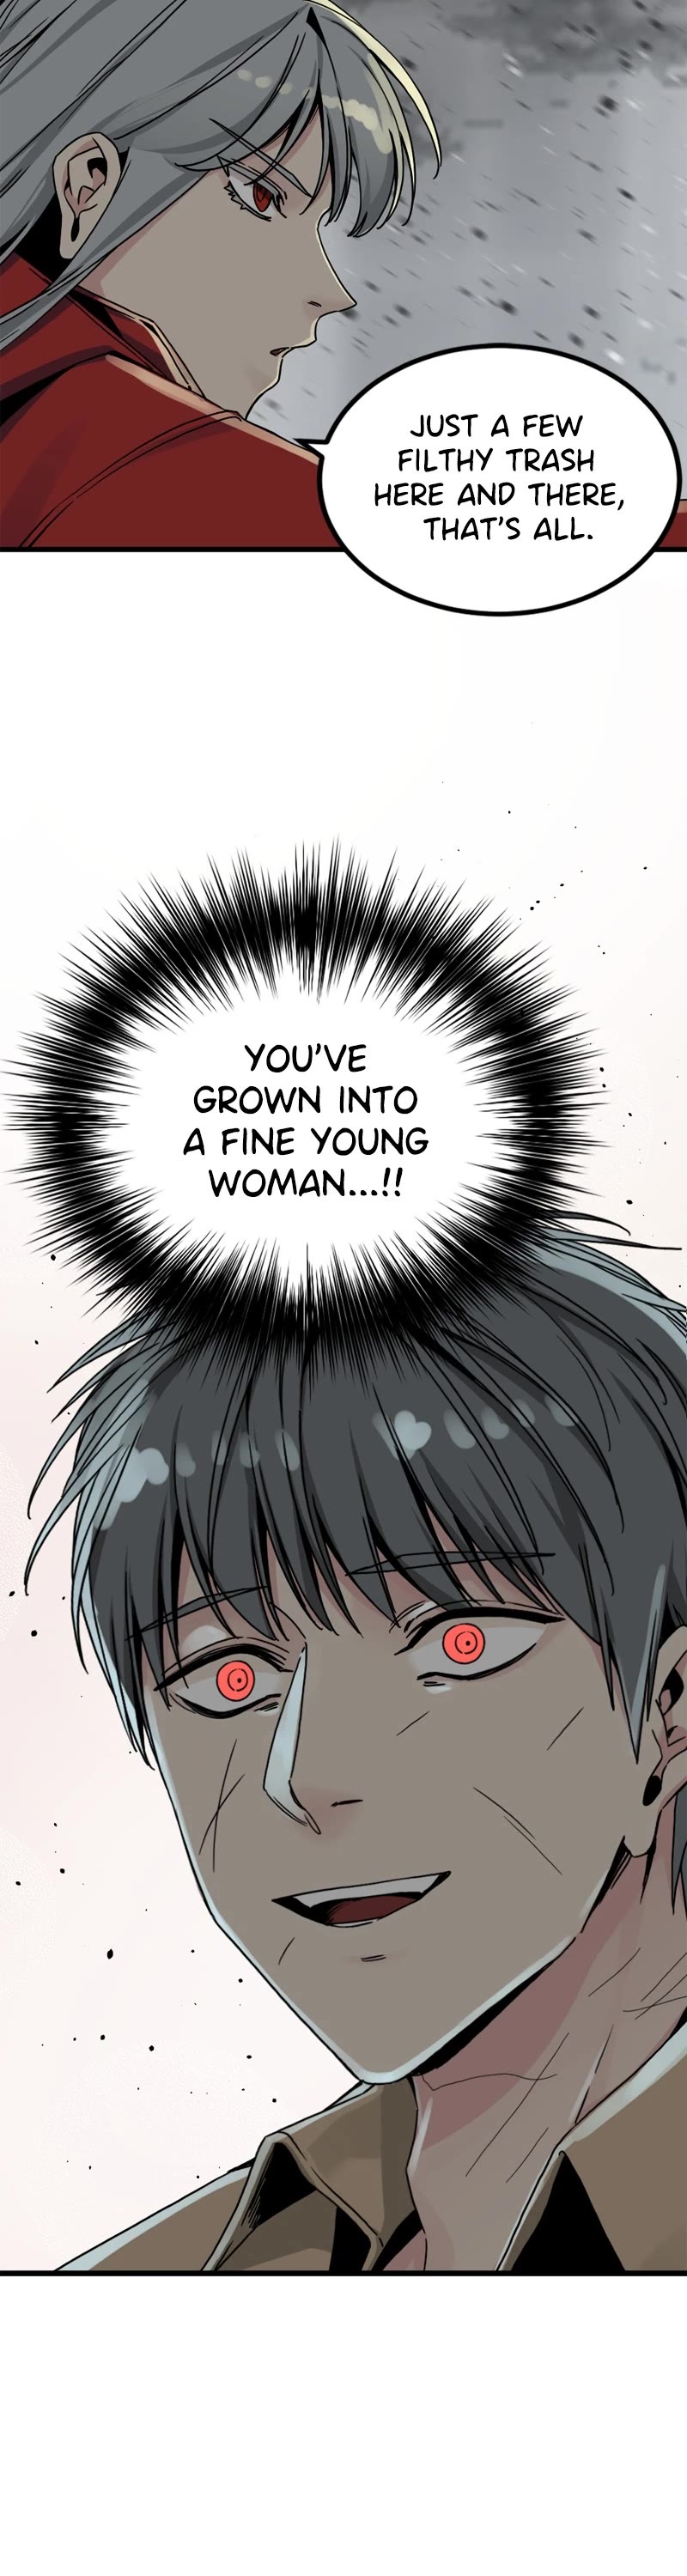 JUST A FEW
FILTHY TRASH
HERE AND THERE,
THAT'S ALL.
YOU'VE
GROWN INTO
A FINE YOUNG
WOMAN...!!